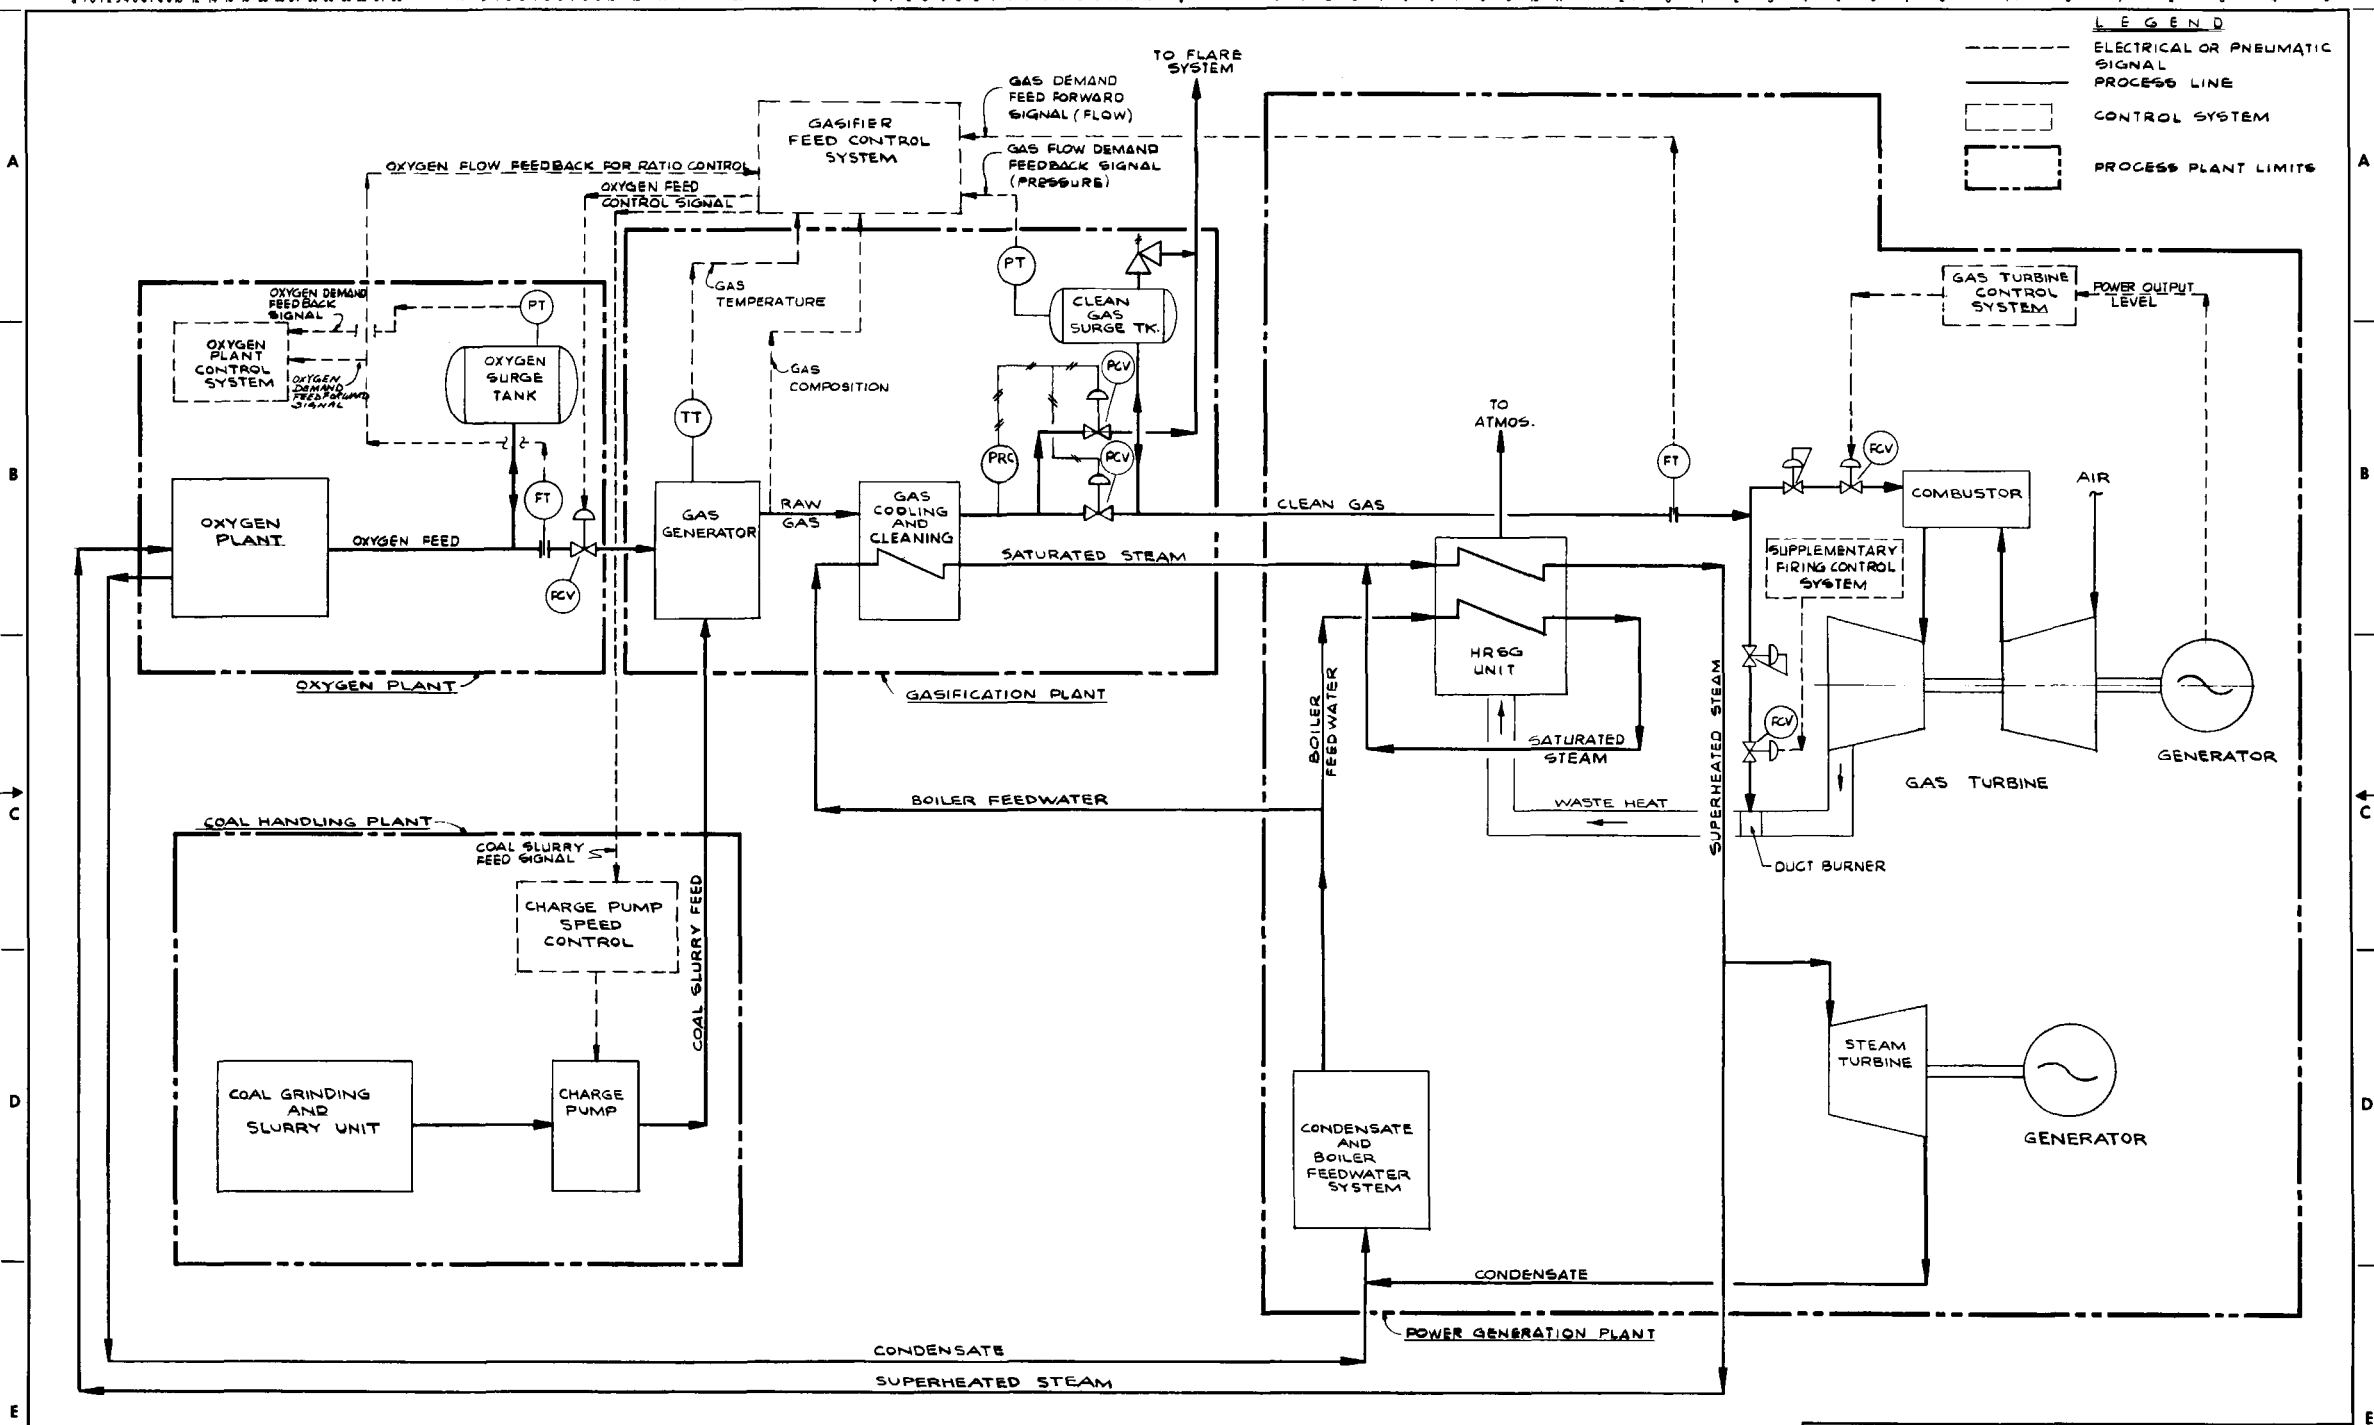 L E G E N D
ELECTRICAL OR PNEUMATIC
SIGNAL
PROCESS LINE
CONTROL SYSTEM
PROCESS PLANT LIMITS
TO FLARE
SYSTEM
GAS DEMAND
FEED FORWARD
SIGNAL (FLOW)
GAS FLOW DEMAND
FEEDBACK SIGNAL
(PRESSURE)
GASIFIER
FEED CONTROL
SYSTEM
OXYGEN FLOW FEEDBACK FOR RATIO CONTROL
OXYGEN FEED
CONTROL SIGNAL
A
A
B
B
C
C
D
D
E
E
OXYGEN DEMAND
FEEDBACK
SIGNAL
PT
OXYGEN
PLANT
CONTROL
SYSTEM
OXYGEN
DEMAND
FEEDFORWARD
SIGNAL
OXYGEN
SURGE
TANK
OXYGEN
PLANT
OXYGEN FEED
FT
FCV
OXYGEN PLANT
GAS
TEMPERATURE
TT
GAS
COMPOSITION
GAS
GENERATOR
RAW
GAS
GAS
COOLING
AND
CLEANING
PT
CLEAN
GAS
SURGE TK.
PCV
PRC
PCV
GASIFICATION PLANT
CLEAN GAS
SATURATED STEAM
TO
ATMOS.
FT
GAS TURBINE
CONTROL
SYSTEM
POWER OUTPUT
LEVEL
FCV
COMBUSTOR
AIR
SUPPLEMENTARY
FIRING CONTROL
SYSTEM
HRSG
UNIT
SATURATED
STEAM
BOILER
FEEDWATER
SUPERHEATED STEAM
FCV
GAS TURBINE
GENERATOR
WASTE HEAT
DUCT BURNER
BOILER FEEDWATER
COAL HANDLING PLANT
COAL SLURRY
FEED SIGNAL
CHARGE PUMP
SPEED
CONTROL
COAL SLURRY FEED
COAL GRINDING
AND
SLURRY UNIT
CHARGE
PUMP
CONDENSATE
AND
BOILER
FEEDWATER
SYSTEM
STEAM
TURBINE
GENERATOR
CONDENSATE
POWER GENERATION PLANT
CONDENSATE
SUPERHEATED STEAM